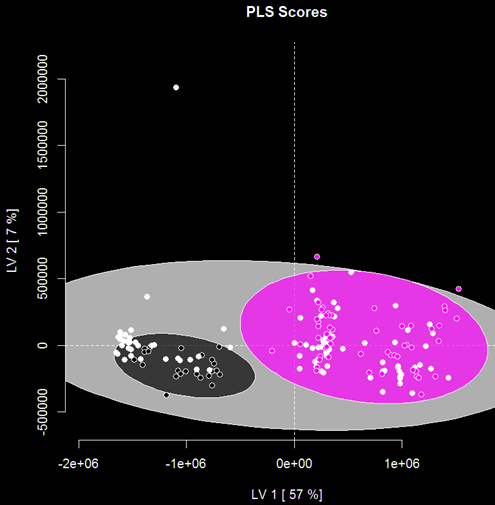 PLS Scores
2000000
1500000
1000000
500000
0
-500000
LV 2 [ 7 %]
-2e+06
-1e+06
0e+00
1e+06
LV 1 [ 57 %]